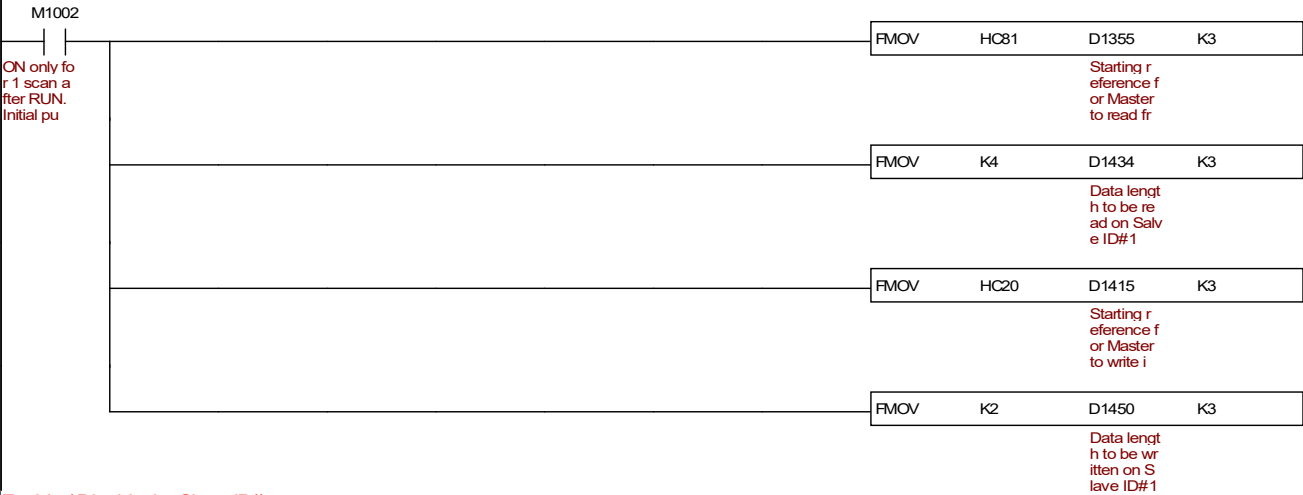 M1002
FMOV HC81 D1355 K3
ON only fo
r 1 scan a
fter RUN.
Initial pu
Starting r
eference f
or Master
to read fr
FMOV K4 D1434 K3
Data lengt
h to be re
ad on Salv
e ID#1
FMOV HC20 D1415 K3
Starting r
eference f
or Master
to write i
FMOV K2 D1450 K3
Data lengt
h to be wr
itten on S
lave ID#1